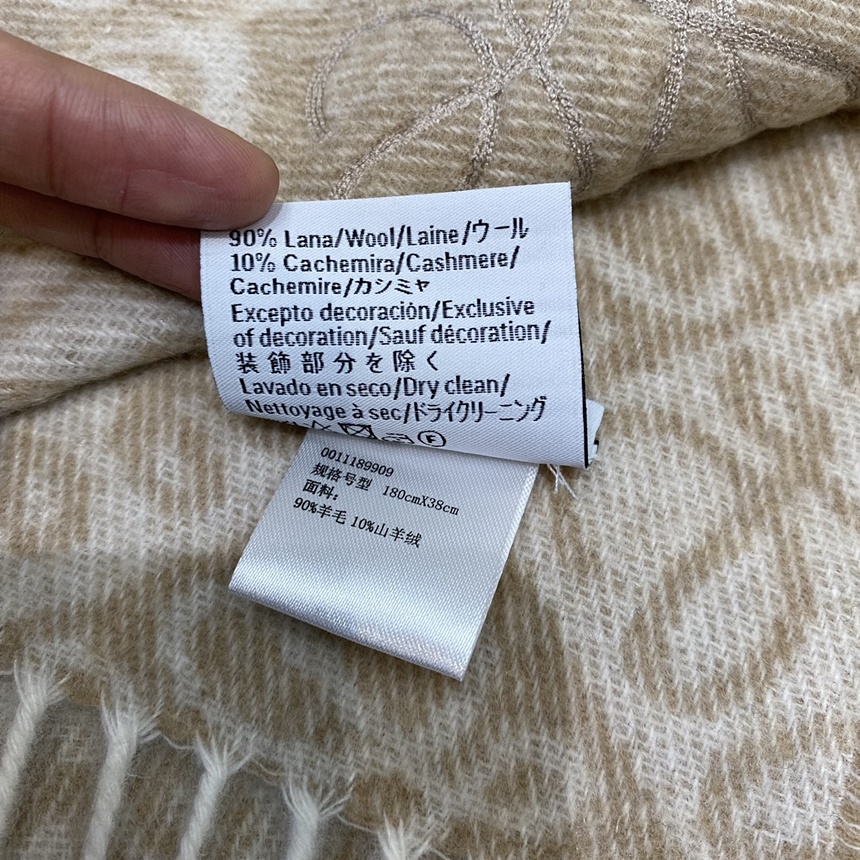 90% Lana/Wool/Laine/ウール
10% Cachemira/Cashmere/
Cachemire/カシミヤ
Excepto decoración/Exclusive
of decoration/Sauf décoration/
装飾部分を除く
Lavado en seco/Dry clean/
Nettoyage à sec/ドライクリーニング
F
0011189909
规格号型 180cmX38cm
面料:
90%羊毛 10%山羊绒